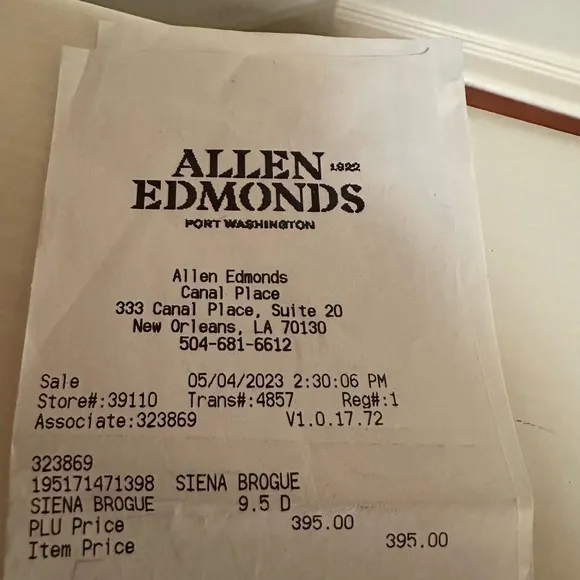 ALLEN 1922
EDMONDS
PORT WASHINGTON
Allen Edmonds
Canal Place
333 Canal Place, Suite 20
New Orleans, LA 70130
504-681-6612
Sale 05/04/2023 2:30:06 PM
Store#:39110 Trans#:4857 Reg#:1
Associate:323869 V1.0.17.72
323869
195171471398 SIENA BROGUE
SIENA BROGUE 9.5 D
PLU Price 395.00
Item Price 395.00